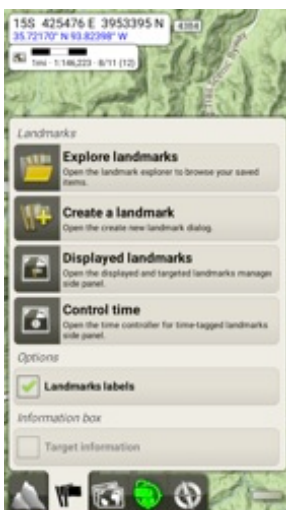 15S 425476 E 3953395 N
35.72170° N 93.82398° W
4394
1mi - 1:146,223 - 8/11 (12)
Landmarks
Explore landmarks
Open the landmark explorer to browse your saved
items.
Create a landmark
Open the create new landmark dialog.
Displayed landmarks
Open the displayed and targeted landmarks manager
side panel.
Control time
Open the time controller for time-tagged landmarks
side panel.
Options
Landmarks labels
Information box
Target information